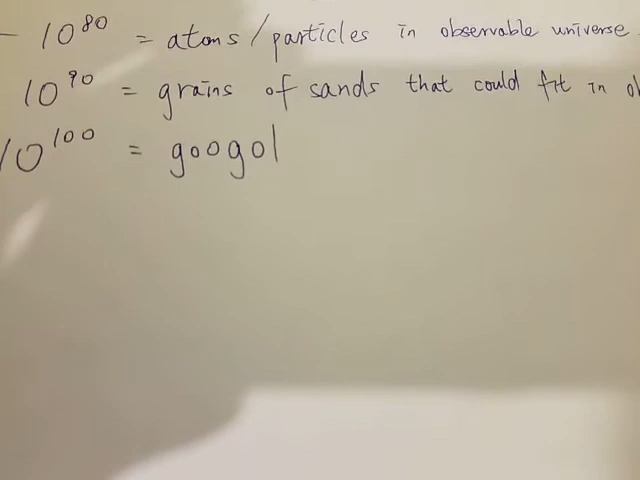 - 10^80 = atoms/particles in observable universe
10^90 = grains of sands that could fit in
10^100 = googol